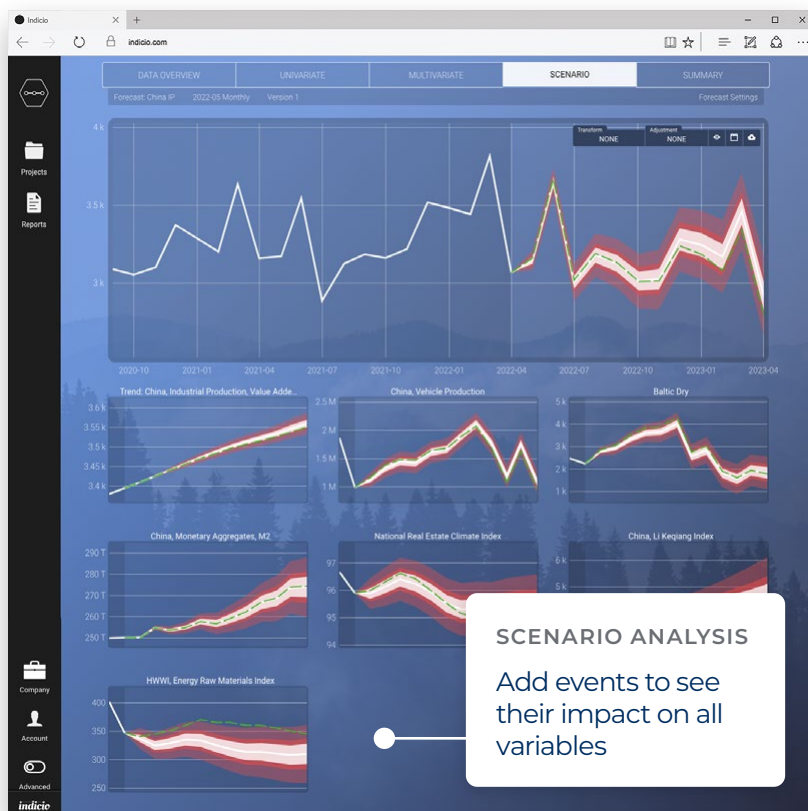 Indicio
indicio.com
DATA OVERVIEW
UNIVARIATE
MULTIVARIATE
SCENARIO
SUMMARY
Forecast: China IP 2022-05 Monthly Version 1
Forecast Settings
Projects
Reports
Transform
NONE
Adjustment
NONE
4 k
3.5 k
3 k
2020-10 2021-01 2021-04 2021-07 2021-10 2022-01 2022-04 2022-07 2022-10 2023-01 2023-04
Trend: China, Industrial Production, Value Adde...
3.6 k
3.55 k
3.5 k
3.45 k
3.4 k
China, Vehicle Production
2.5 M
2 M
1.5 M
1 M
Baltic Dry
5 k
4 k
3 k
2 k
1 k
China, Monetary Aggregates, M2
290 T
280 T
270 T
260 T
250 T
National Real Estate Climate Index
97
96
95
94
China, Li Keqiang Index
6 k
5 k
HWWI, Energy Raw Materials Index
400
350
300
250
SCENARIO ANALYSIS
Add events to see
their impact on all
variables
Company
Account
Advanced
indicio